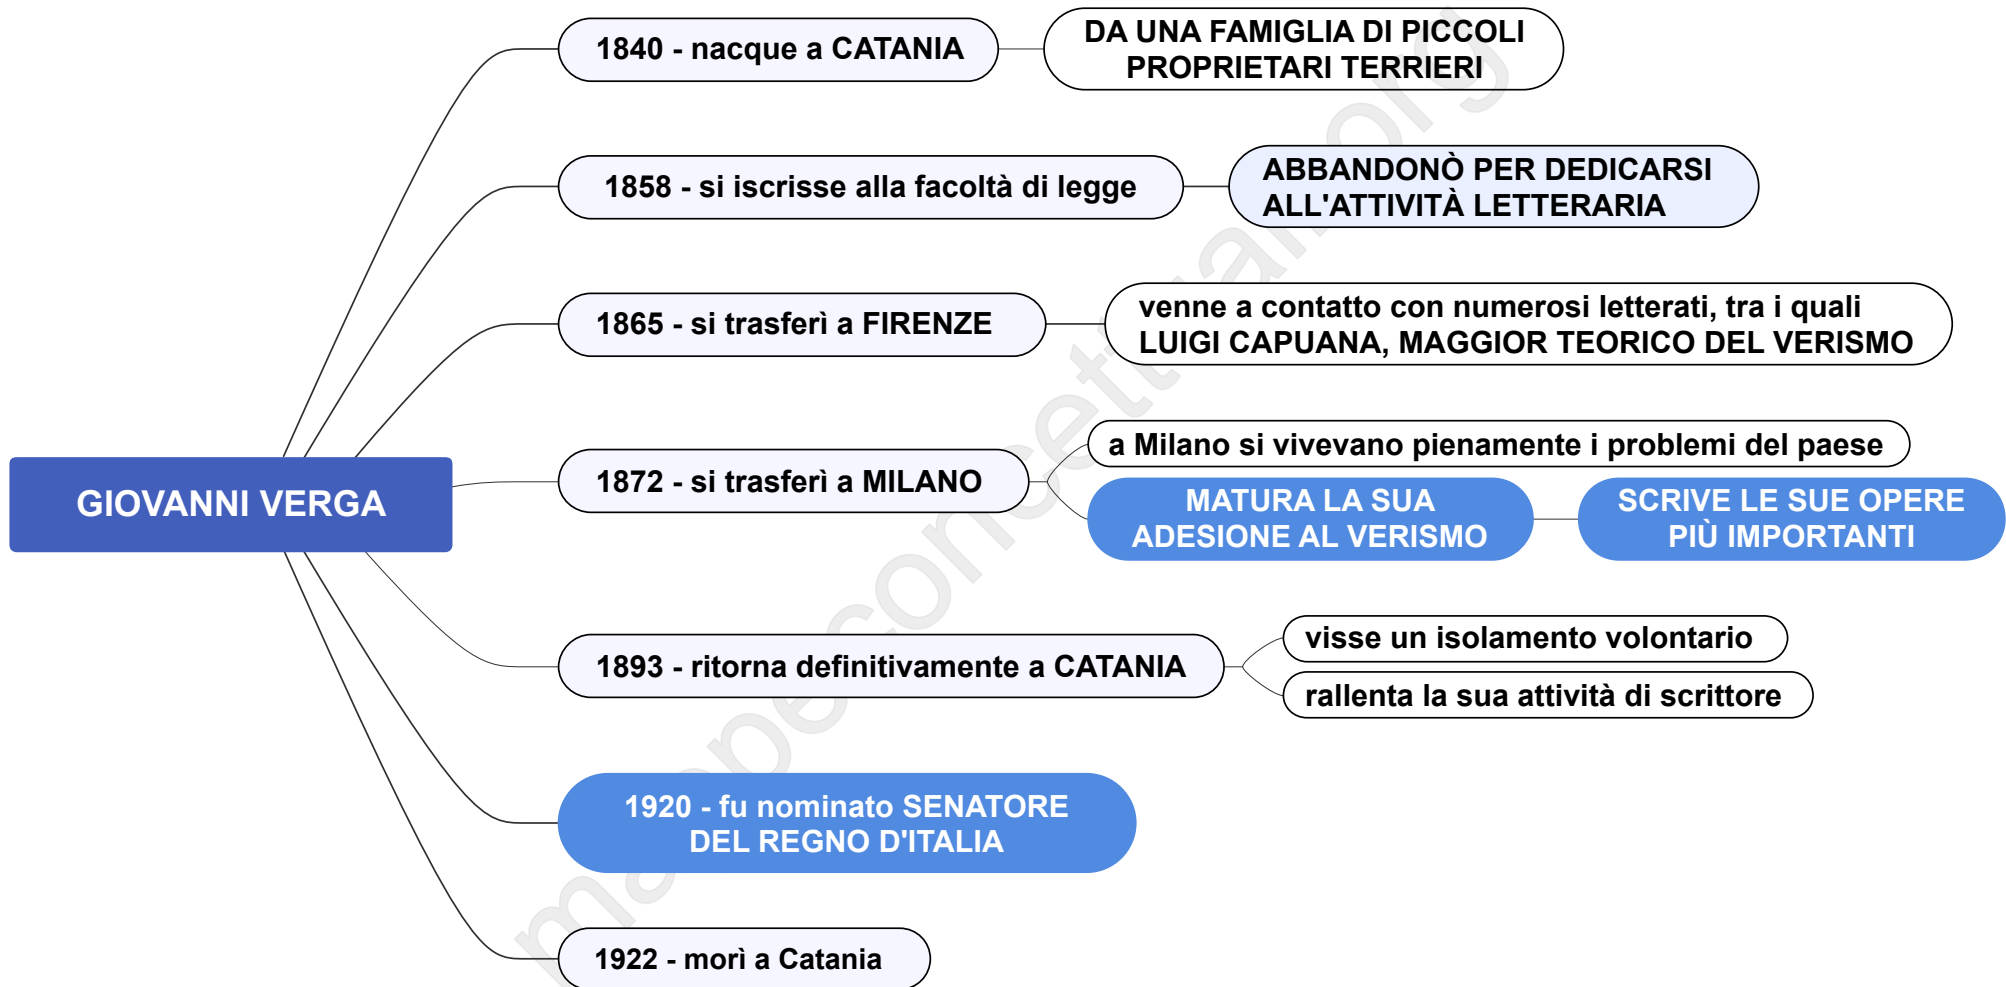 1840 - nacque a CATANIA
DA UNA FAMIGLIA DI PICCOLI
PROPRIETARI TERRIERI
1858 - si iscrisse alla facoltà di legge
ABBANDONÒ PER DEDICARSI
ALL'ATTIVITÀ LETTERARIA
1865 - si trasferì a FIRENZE
venne a contatto con numerosi letterati, tra i quali
LUIGI CAPUANA, MAGGIOR TEORICO DEL VERISMO
GIOVANNI VERGA
1872 - si trasferì a MILANO
a Milano si vivevano pienamente i problemi del paese
MATURA LA SUA
ADESIONE AL VERISMO
SCRIVE LE SUE OPERE
PIÙ IMPORTANTI
1893 - ritorna definitivamente a CATANIA
visse un isolamento volontario
rallenta la sua attività di scrittore
1920 - fu nominato SENATORE
DEL REGNO D'ITALIA
1922 - morì a Catania